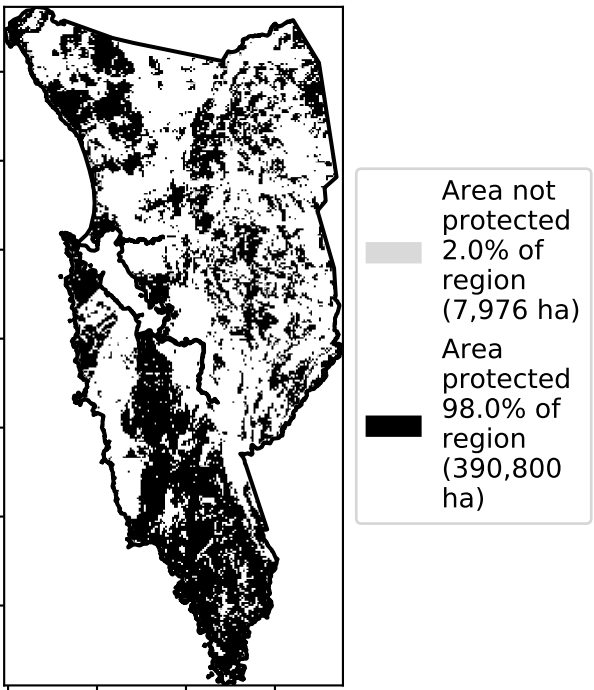 Area not
protected
2.0% of
region
(7,976 ha)
Area
protected
98.0% of
region
(390,800
ha)